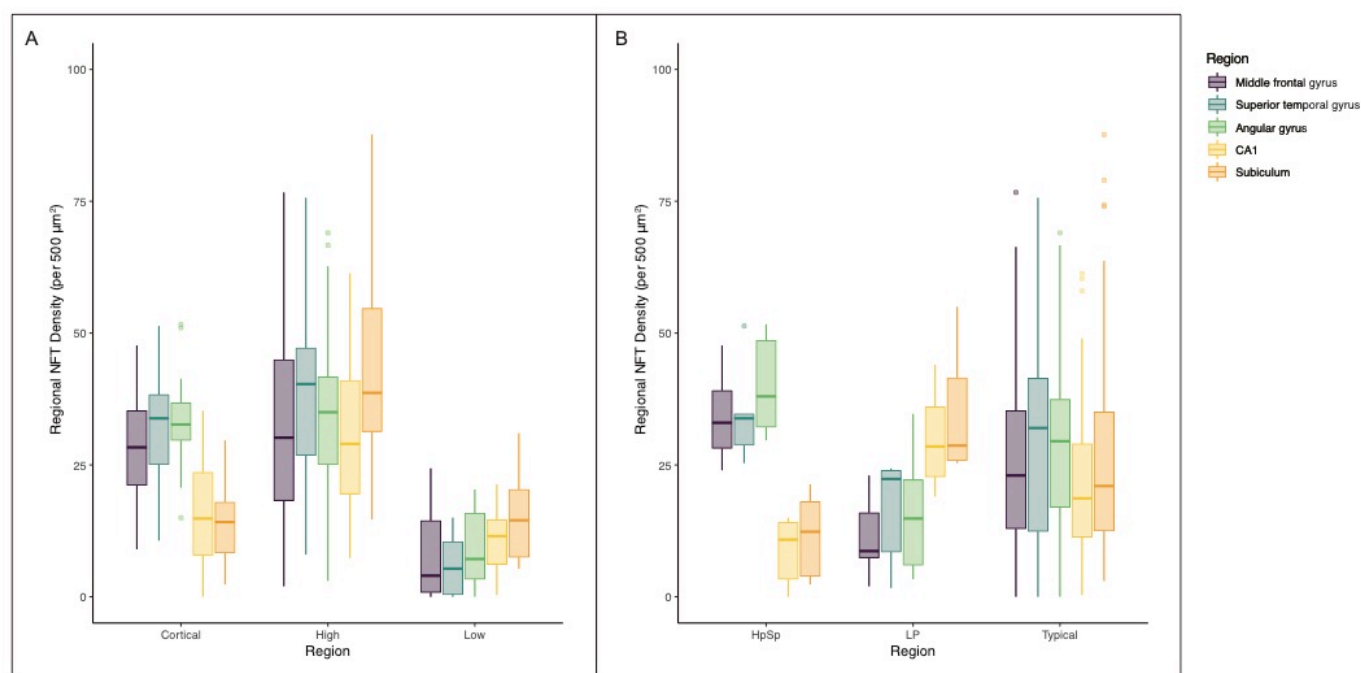 A
Regional NFT Density (per 500 µm²)
100
75
50
25
0
Cortical
High
Low
Region
B
Regional NFT Density (per 500 µm²)
100
75
50
25
0
HpSp
LP
Typical
Region
Region
Middle frontal gyrus
Superior temporal gyrus
Angular gyrus
CA1
Subiculum